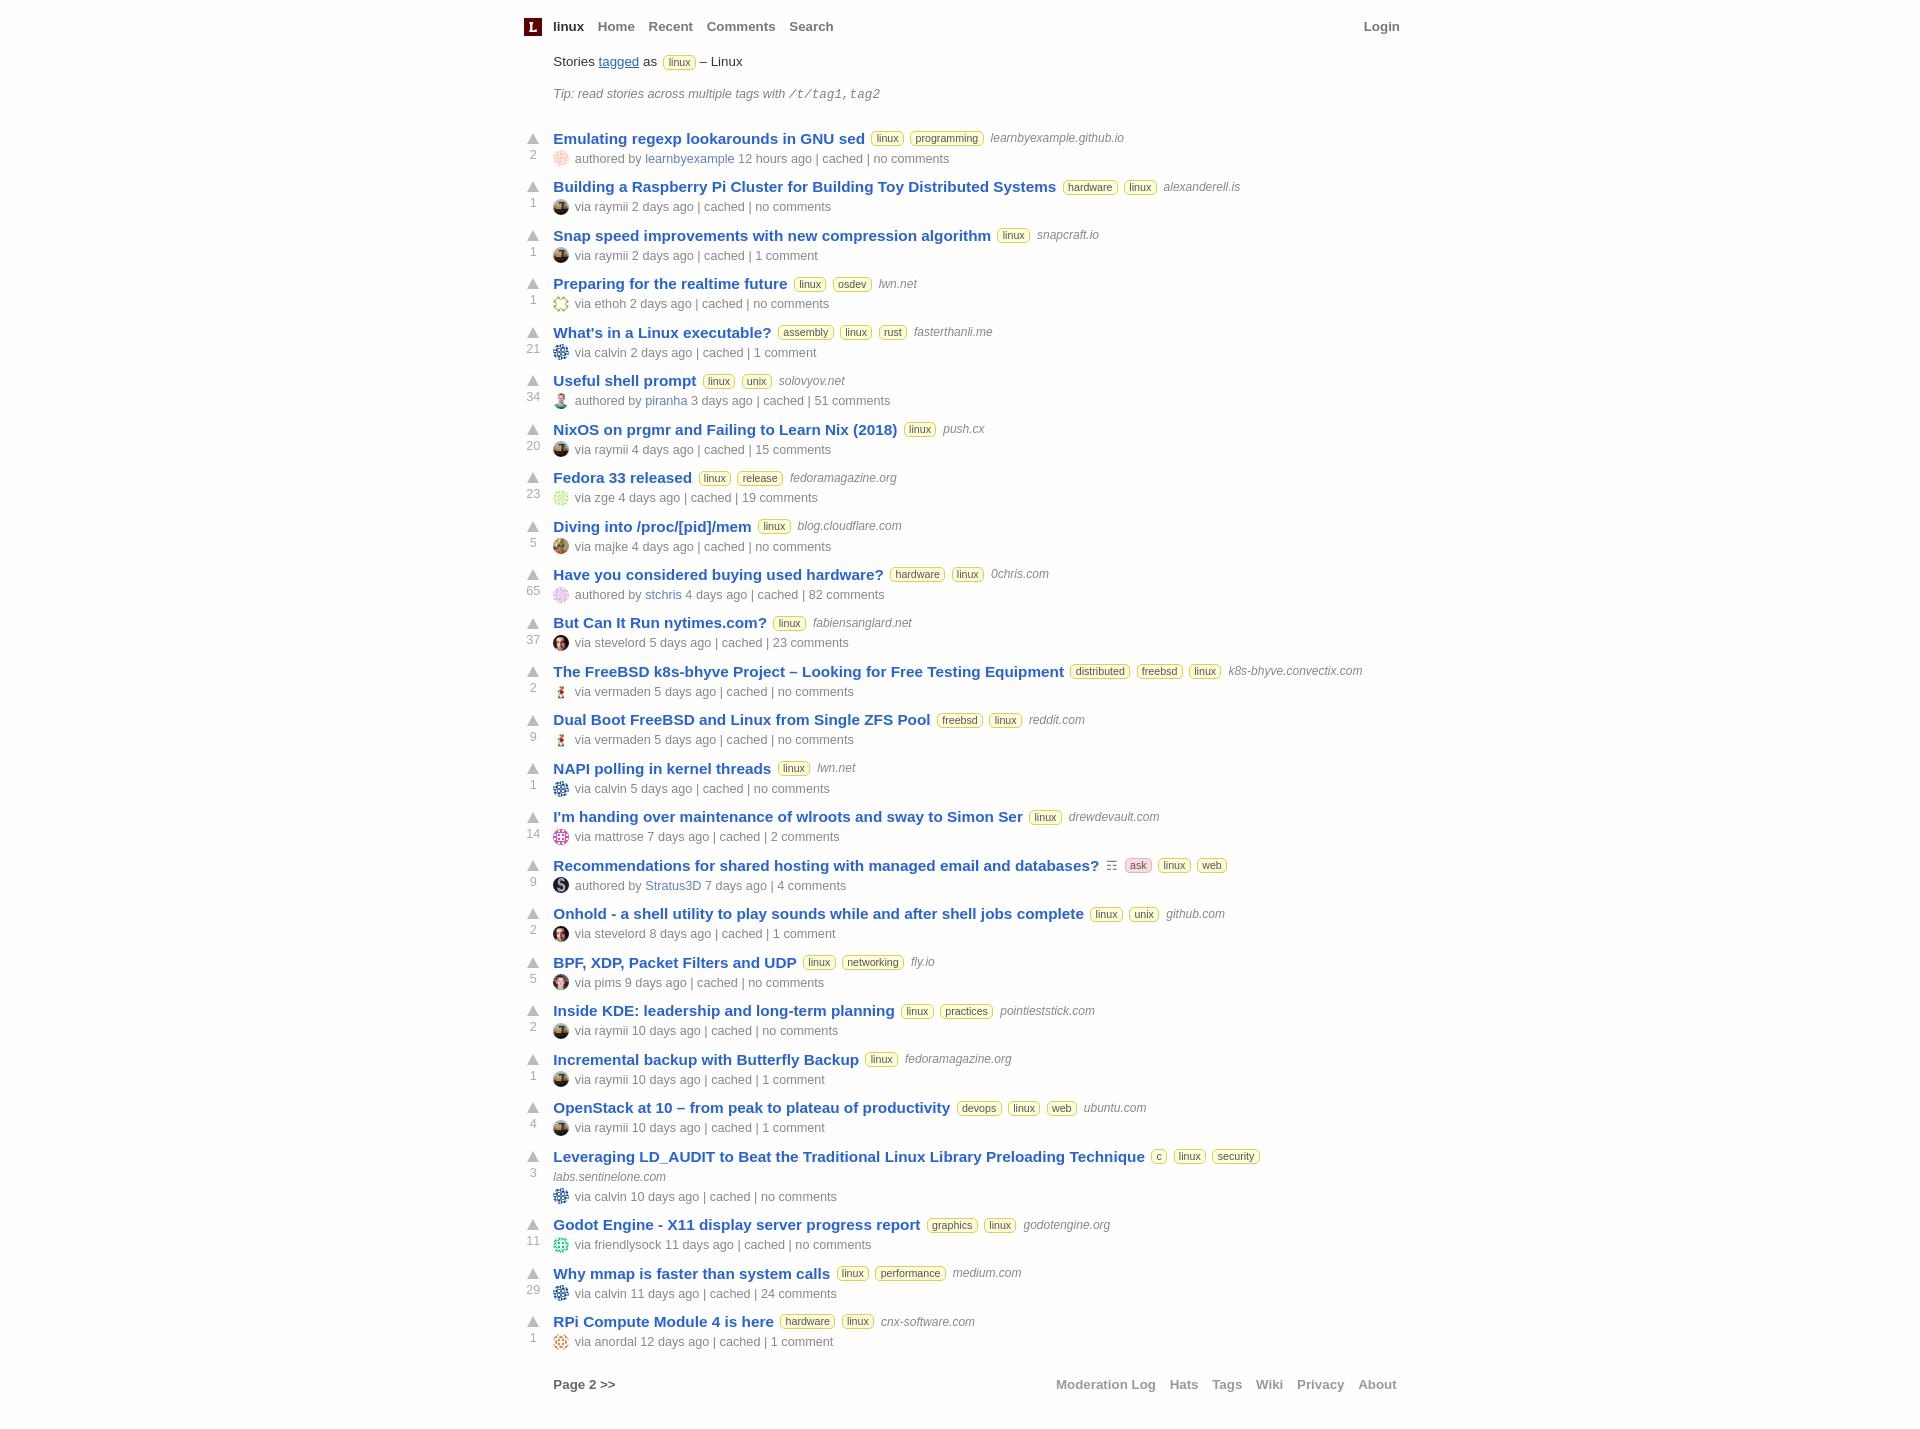 L linux Home Recent Comments Search Login
Stories tagged as linux – Linux
Tip: read stories across multiple tags with /t/tag1,tag2
Emulating regexp lookarounds in GNU sed linux programming learnbyexample.github.io
2 authored by learnbyexample 12 hours ago | cached | no comments
Building a Raspberry Pi Cluster for Building Toy Distributed Systems hardware linux alexanderell.is
1 via raymii 2 days ago | cached | no comments
Snap speed improvements with new compression algorithm linux snapcraft.io
1 via raymii 2 days ago | cached | 1 comment
Preparing for the realtime future linux osdev lwn.net
1 via ethoh 2 days ago | cached | no comments
What's in a Linux executable? assembly linux rust fasterthanli.me
21 via calvin 2 days ago | cached | 1 comment
Useful shell prompt linux unix solovyov.net
34 authored by piranha 3 days ago | cached | 51 comments
NixOS on prgmr and Failing to Learn Nix (2018) linux push.cx
20 via raymii 4 days ago | cached | 15 comments
Fedora 33 released linux release fedoramagazine.org
23 via zge 4 days ago | cached | 19 comments
Diving into /proc/[pid]/mem linux blog.cloudflare.com
5 via majke 4 days ago | cached | no comments
Have you considered buying used hardware? hardware linux 0chris.com
65 authored by stchris 4 days ago | cached | 82 comments
But Can It Run nytimes.com? linux fabiensanglard.net
37 via stevelord 5 days ago | cached | 23 comments
The FreeBSD k8s-bhyve Project – Looking for Free Testing Equipment distributed freebsd linux k8s-bhyve.convectix.com
2 via vermaden 5 days ago | cached | no comments
Dual Boot FreeBSD and Linux from Single ZFS Pool freebsd linux reddit.com
9 via vermaden 5 days ago | cached | no comments
NAPI polling in kernel threads linux lwn.net
1 via calvin 5 days ago | cached | no comments
I'm handing over maintenance of wlroots and sway to Simon Ser linux drewdevault.com
14 via mattrose 7 days ago | cached | 2 comments
Recommendations for shared hosting with managed email and databases? ☶ ask linux web
9 authored by Stratus3D 7 days ago | 4 comments
Onhold - a shell utility to play sounds while and after shell jobs complete linux unix github.com
2 via stevelord 8 days ago | cached | 1 comment
BPF, XDP, Packet Filters and UDP linux networking fly.io
5 via pims 9 days ago | cached | no comments
Inside KDE: leadership and long-term planning linux practices pointieststick.com
2 via raymii 10 days ago | cached | no comments
Incremental backup with Butterfly Backup linux fedoramagazine.org
1 via raymii 10 days ago | cached | 1 comment
OpenStack at 10 – from peak to plateau of productivity devops linux web ubuntu.com
4 via raymii 10 days ago | cached | 1 comment
Leveraging LD_AUDIT to Beat the Traditional Linux Library Preloading Technique c linux security
3 labs.sentinelone.com
via calvin 10 days ago | cached | no comments
Godot Engine - X11 display server progress report graphics linux godotengine.org
11 via friendlysock 11 days ago | cached | no comments
Why mmap is faster than system calls linux performance medium.com
29 via calvin 11 days ago | cached | 24 comments
RPi Compute Module 4 is here hardware linux cnx-software.com
1 via anordal 12 days ago | cached | 1 comment
Page 2 >> Moderation Log Hats Tags Wiki Privacy About